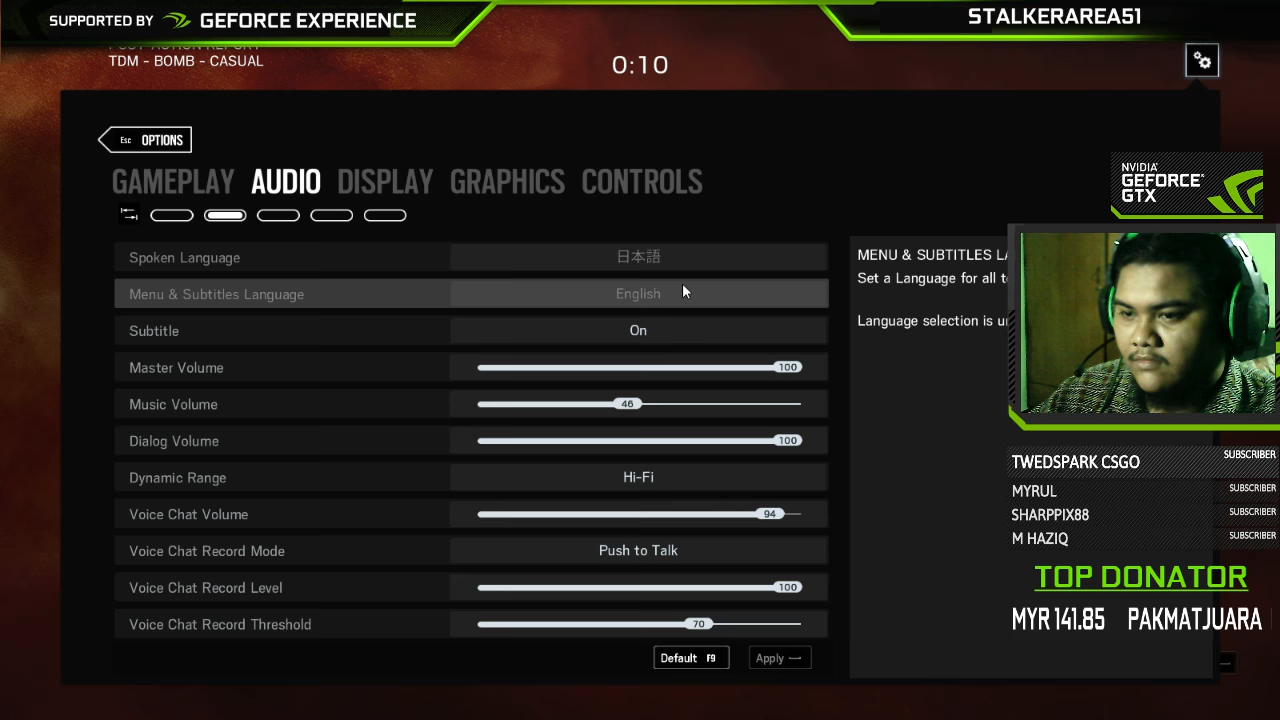 SUPPORTED BY GEFORCE EXPERIENCE
STALKERAREA51
POST ACTION REPORT
TDM - BOMB - CASUAL
0:10
Esc OPTIONS
GAMEPLAY AUDIO DISPLAY GRAPHICS CONTROLS
NVIDIA
GEFORCE
GTX
Spoken Language 日本語
Menu & Subtitles Language English
Subtitle On
Master Volume 100
Music Volume 46
Dialog Volume 100
Dynamic Range Hi-Fi
Voice Chat Volume 94
Voice Chat Record Mode Push to Talk
Voice Chat Record Level 100
Voice Chat Record Threshold 70
Default F9 Apply
MENU & SUBTITLES
Set a Language for all
Language selection is
TWEDSPARK CSGO SUBSCRIBER
MYRUL SUBSCRIBER
SHARPPIX88 SUBSCRIBER
M HAZIQ SUBSCRIBER
TOP DONATOR
MYR 141.85 PAKMATJUARA